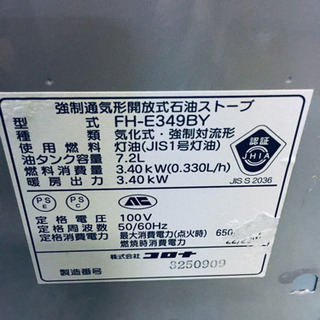 強制通気形開放式石油ストーブ
型式 FH-E349BY
種類 気化式・強制対流形
使用燃料 灯油(JIS1号灯油)
油タンク容量 7.2L
燃料消費量 3.40kW(0.330L/h)
暖房出力 3.40kW
認証
JHIA
JIS S 2036
PS C
PS E
定格電圧 100V
定格周波数 50/60Hz
定格消費電力 最大消費電力(点火時) 650
燃焼時消費電力
株式会社 コロナ
製造番号 3250909